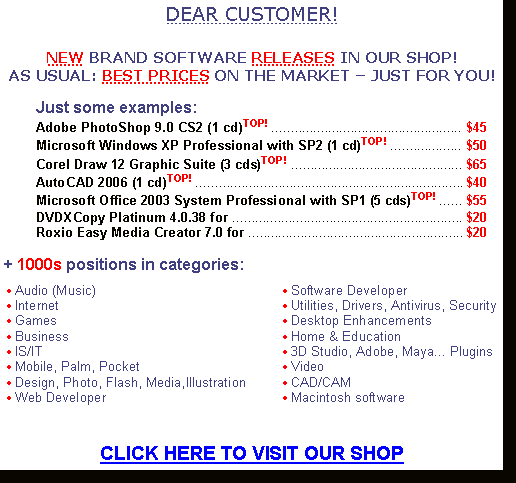 DEAR CUSTOMER!
NEW BRAND SOFTWARE RELEASES IN OUR SHOP!
AS USUAL: BEST PRICES ON THE MARKET – JUST FOR YOU!
Just some examples:
Adobe PhotoShop 9.0 CS2 (1 cd)TOP! ................................................ $45
Microsoft Windows XP Professional with SP2 (1 cd)TOP! .................. $50
Corel Draw 12 Graphic Suite (3 cds)TOP! ............................................ $65
AutoCAD 2006 (1 cd)TOP! .................................................................... $40
Microsoft Office 2003 System Professional with SP1 (5 cds)TOP! ...... $55
DVDXCopy Platinum 4.0.38 for ........................................................... $20
Roxio Easy Media Creator 7.0 for ....................................................... $20
+ 1000s positions in categories:
• Audio (Music)
• Internet
• Games
• Business
• IS/IT
• Mobile, Palm, Pocket
• Design, Photo, Flash, Media,Illustration
• Web Developer
• Software Developer
• Utilities, Drivers, Antivirus, Security
• Desktop Enhancements
• Home & Education
• 3D Studio, Adobe, Maya... Plugins
• Video
• CAD/CAM
• Macintosh software
CLICK HERE TO VISIT OUR SHOP